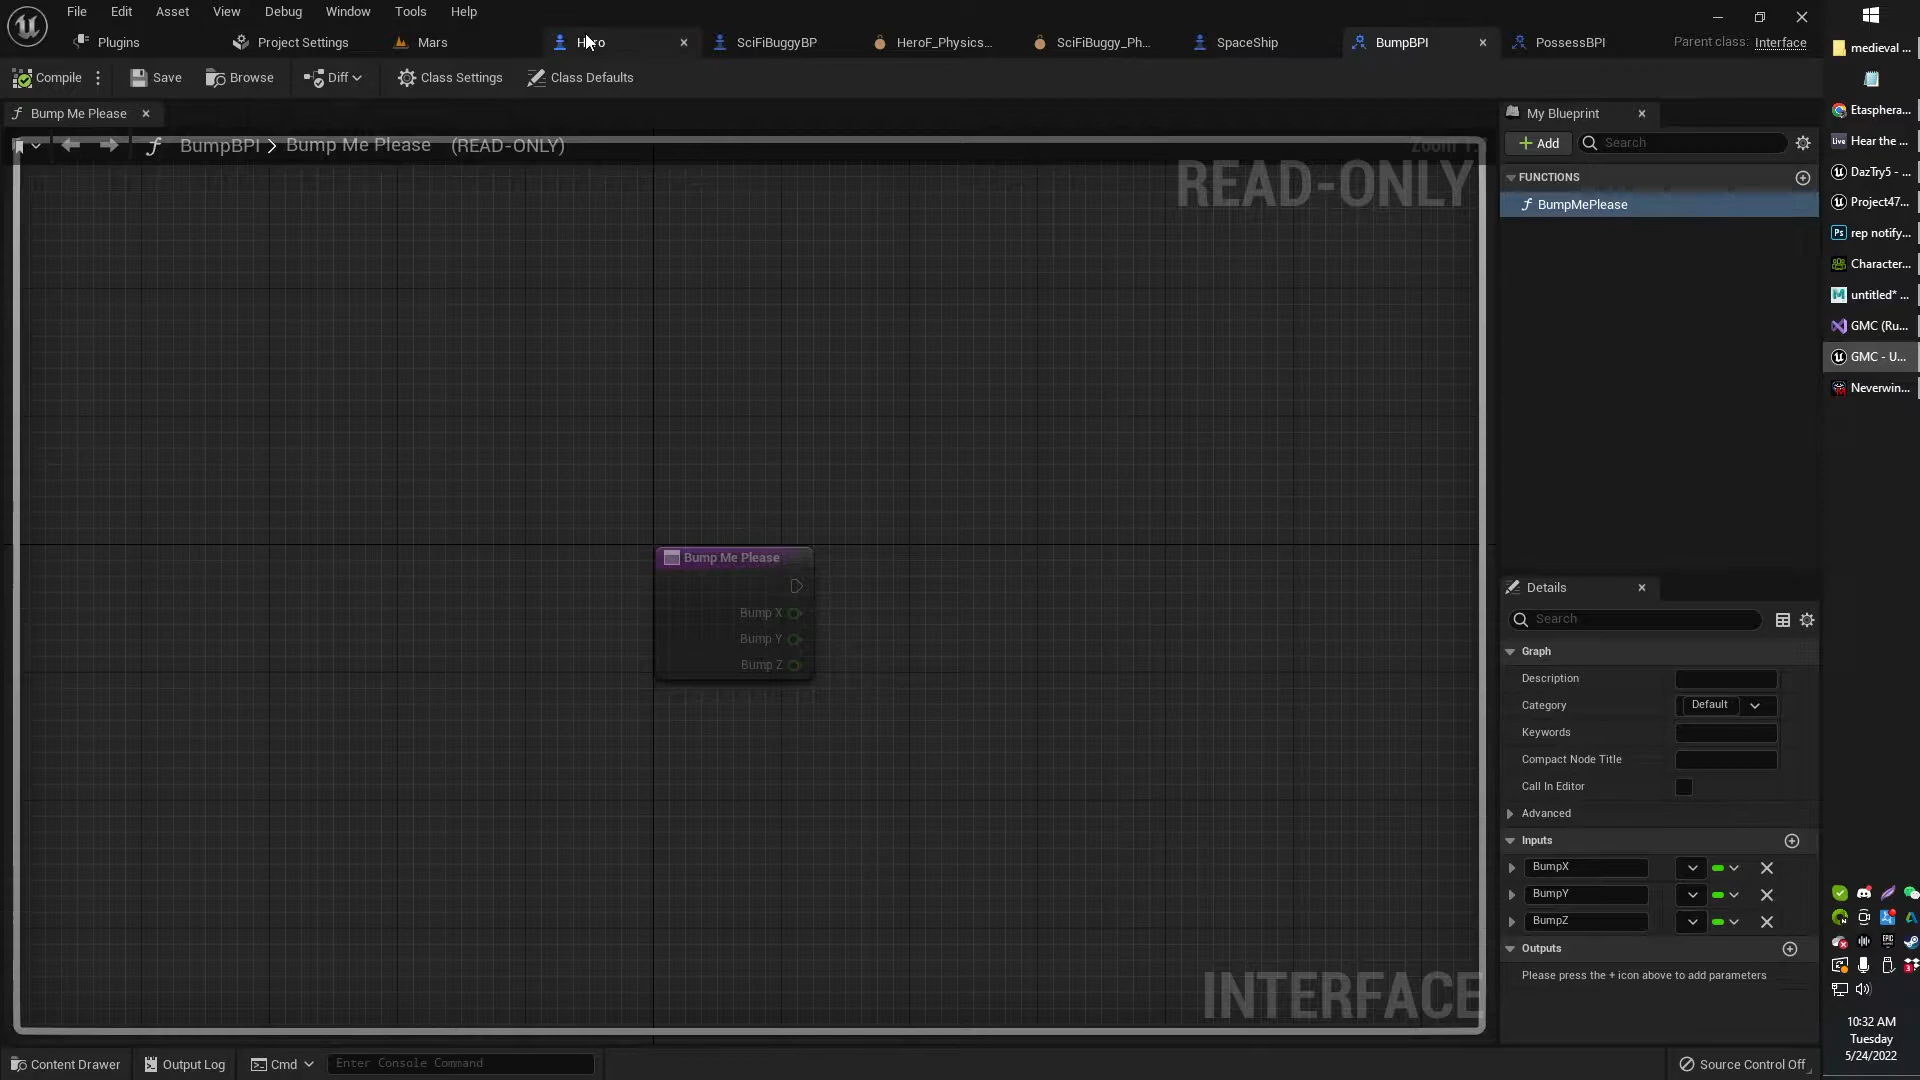 File Edit Asset View Debug Window Tools Help
Plugins Project Settings Mars Hero SciFiBuggyBP HeroF_Physics... SciFiBuggy_Ph... SpaceShip BumpBPI PossessBPI Parent class: Interface
Compile Save Browse Diff Class Settings Class Defaults
Bump Me Please
BumpBPI > Bump Me Please (READ-ONLY)
READ-ONLY
Bump Me Please
Bump X
Bump Y
Bump Z
INTERFACE
My Blueprint
+ Add Search
FUNCTIONS
BumpMePlease
Details
Search
Graph
Description
Category Default
Keywords
Compact Node Title
Call In Editor
Advanced
Inputs
BumpX
BumpY
BumpZ
Outputs
Please press the + icon above to add parameters
Content Drawer Output Log Cmd Enter Console Command Source Control Off
medieval ...
Etasphera...
Live Hear the ...
DazTry5 - ...
Project47...
Ps rep notify...
Character...
M untitled* ...
GMC (Ru...
GMC - U...
Neverwin...
10:32 AM
Tuesday
5/24/2022